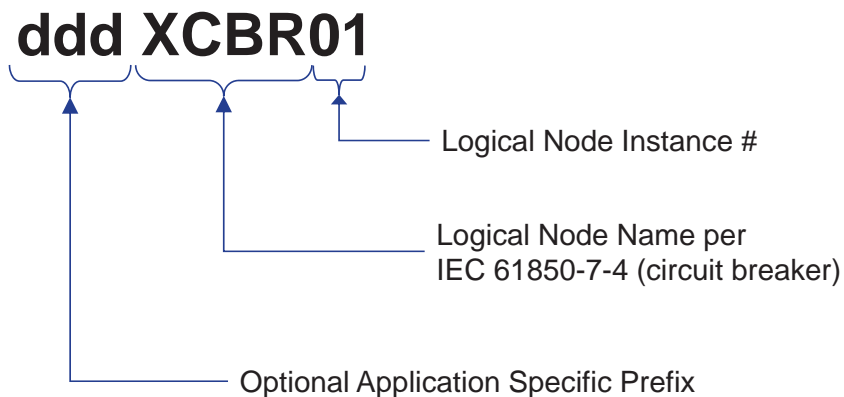 ddd XCBR01
Logical Node Instance #
Logical Node Name per
IEC 61850-7-4 (circuit breaker)
Optional Application Specific Prefix